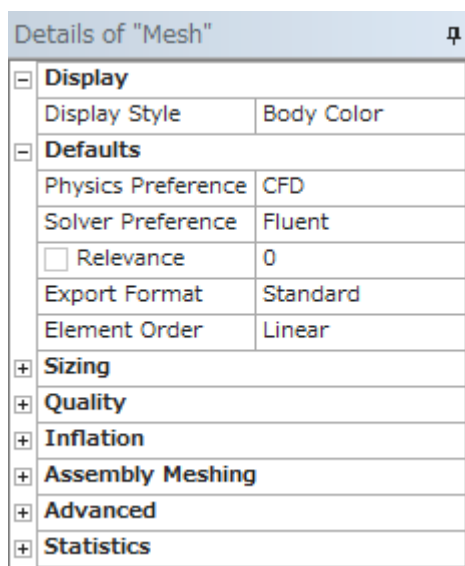 Details of "Mesh"
Display
Display Style Body Color
Defaults
Physics Preference CFD
Solver Preference Fluent
Relevance 0
Export Format Standard
Element Order Linear
Sizing
Quality
Inflation
Assembly Meshing
Advanced
Statistics